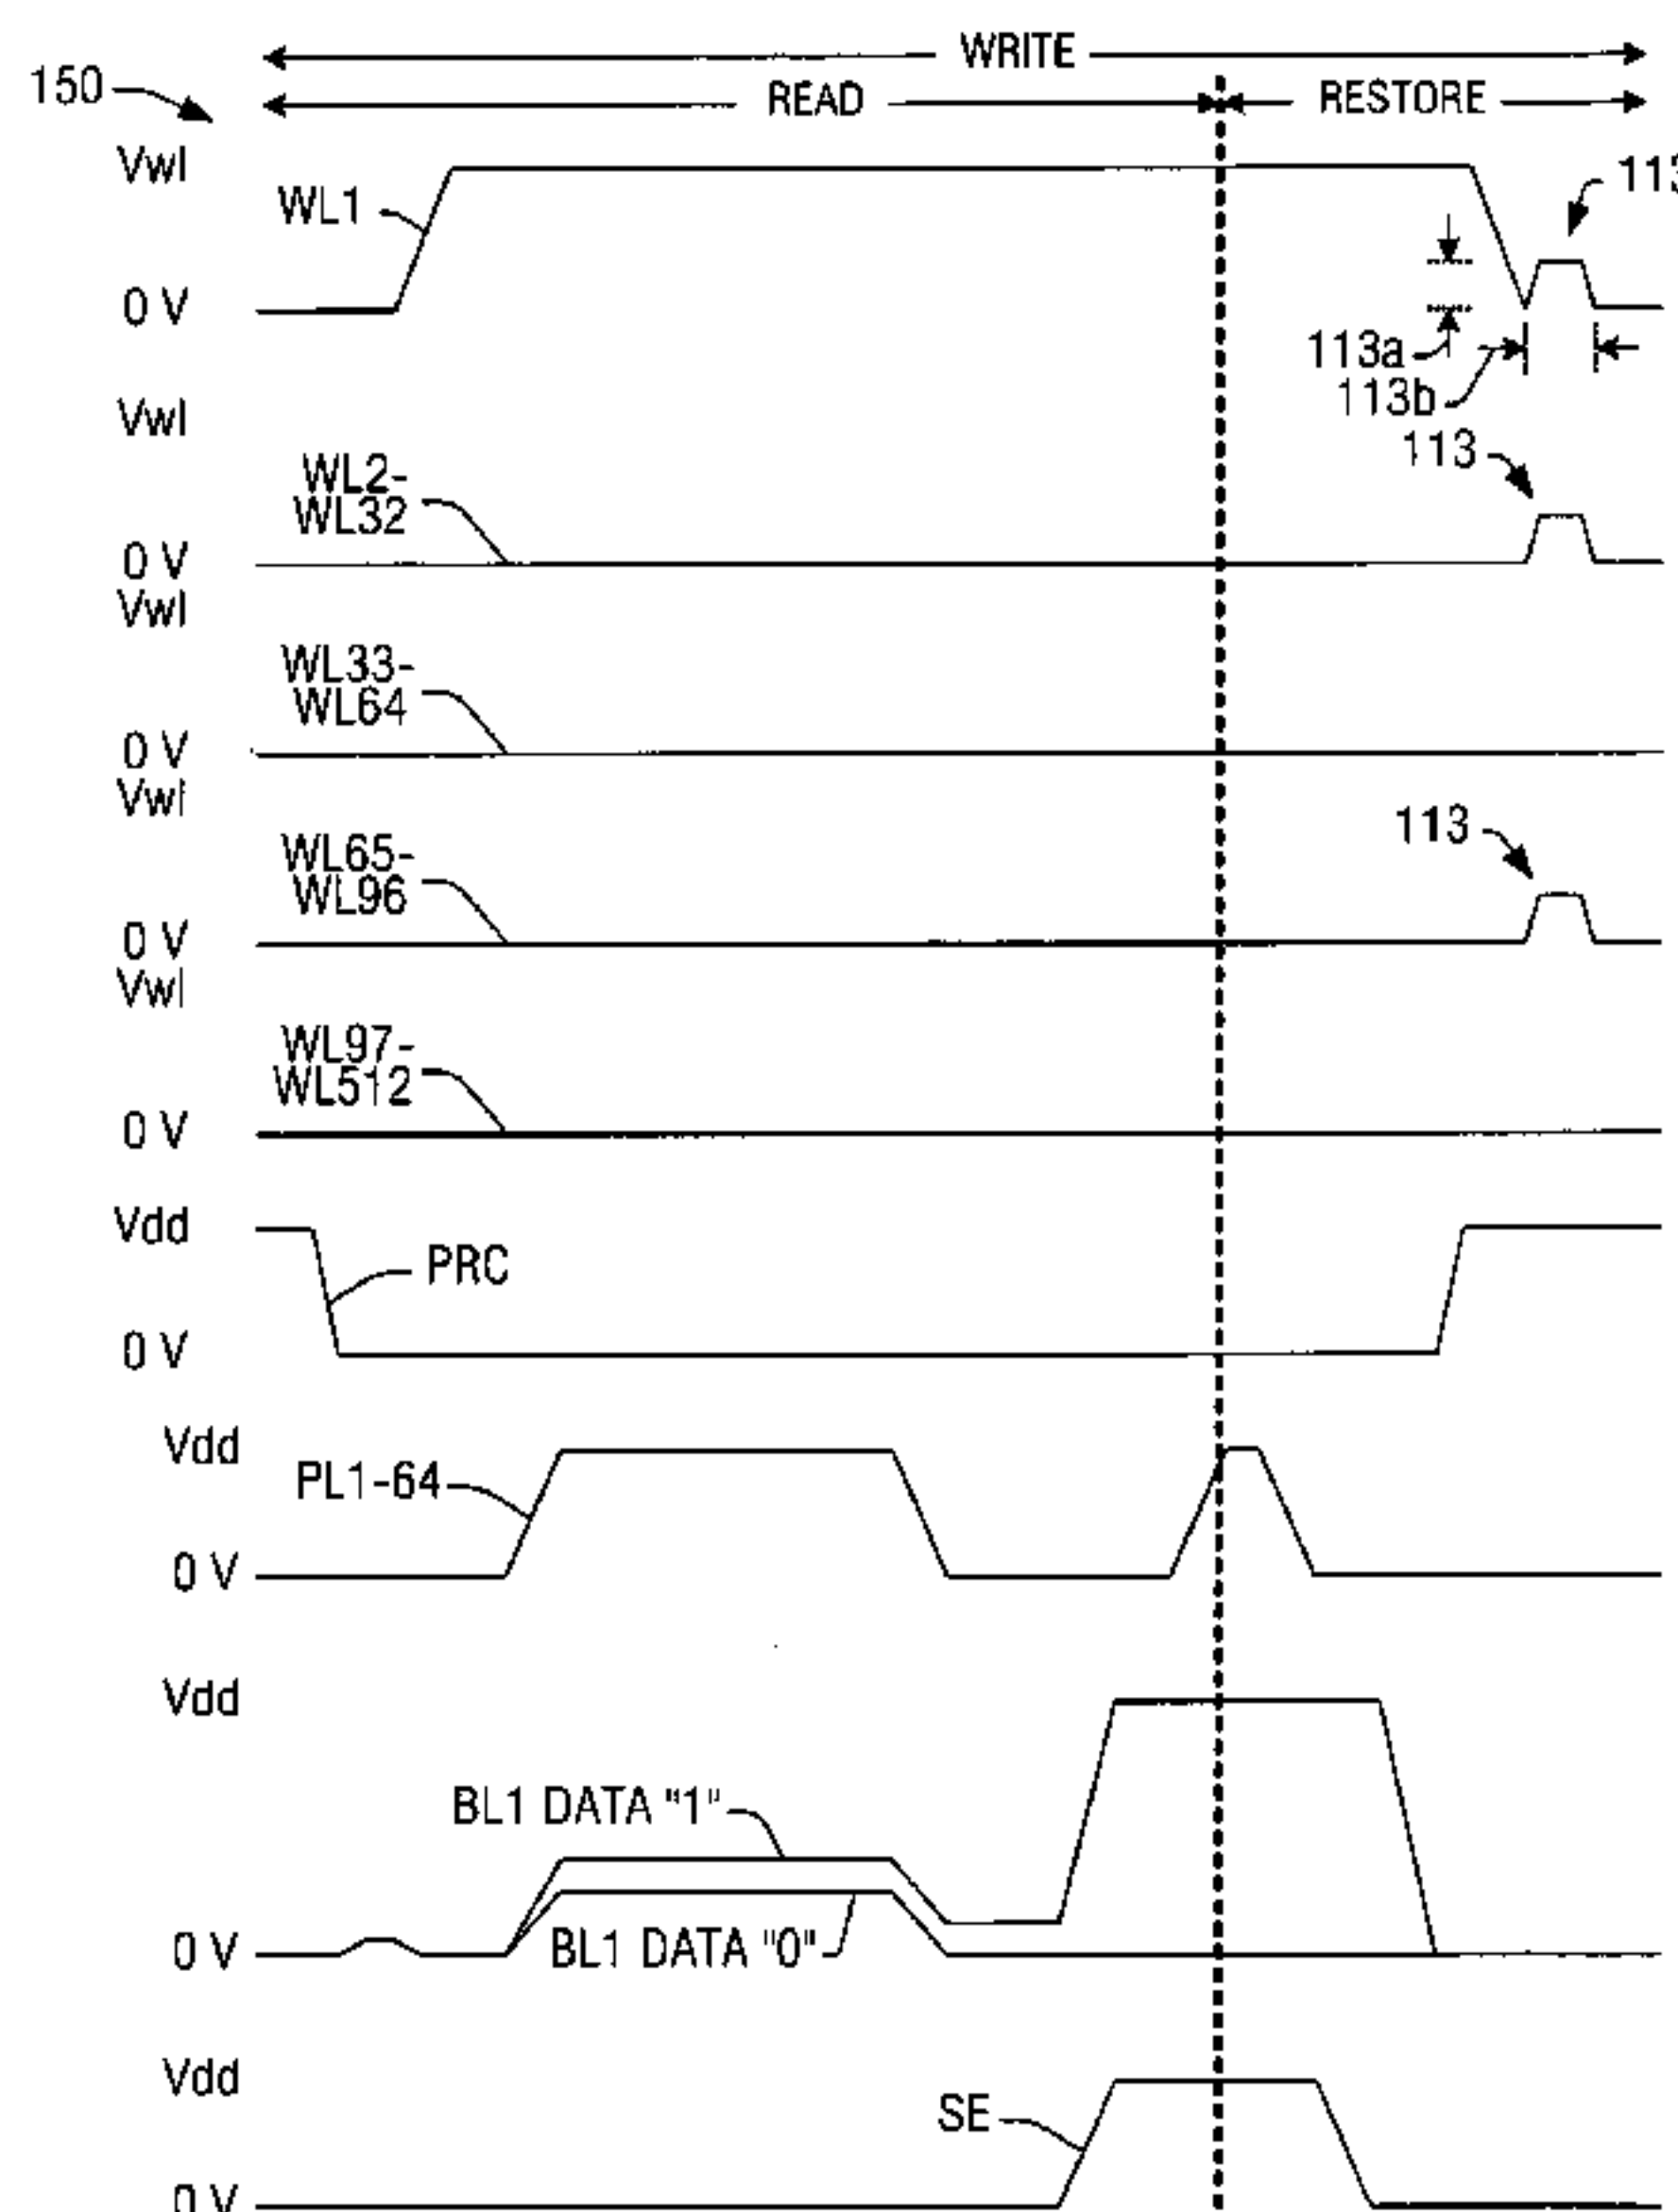 WRITE
150
READ
RESTORE
Vwl
WL1
113
0 V
113a
113b
Vwl
113
WL2-
WL32
0 V
Vwl
WL33-
WL64
0 V
Vwl
113
WL65-
WL96
0 V
Vwl
WL97-
WL512
0 V
Vdd
PRC
0 V
Vdd
PL1-64
0 V
Vdd
BL1 DATA "1"
0 V
BL1 DATA "0"
Vdd
SE
0 V